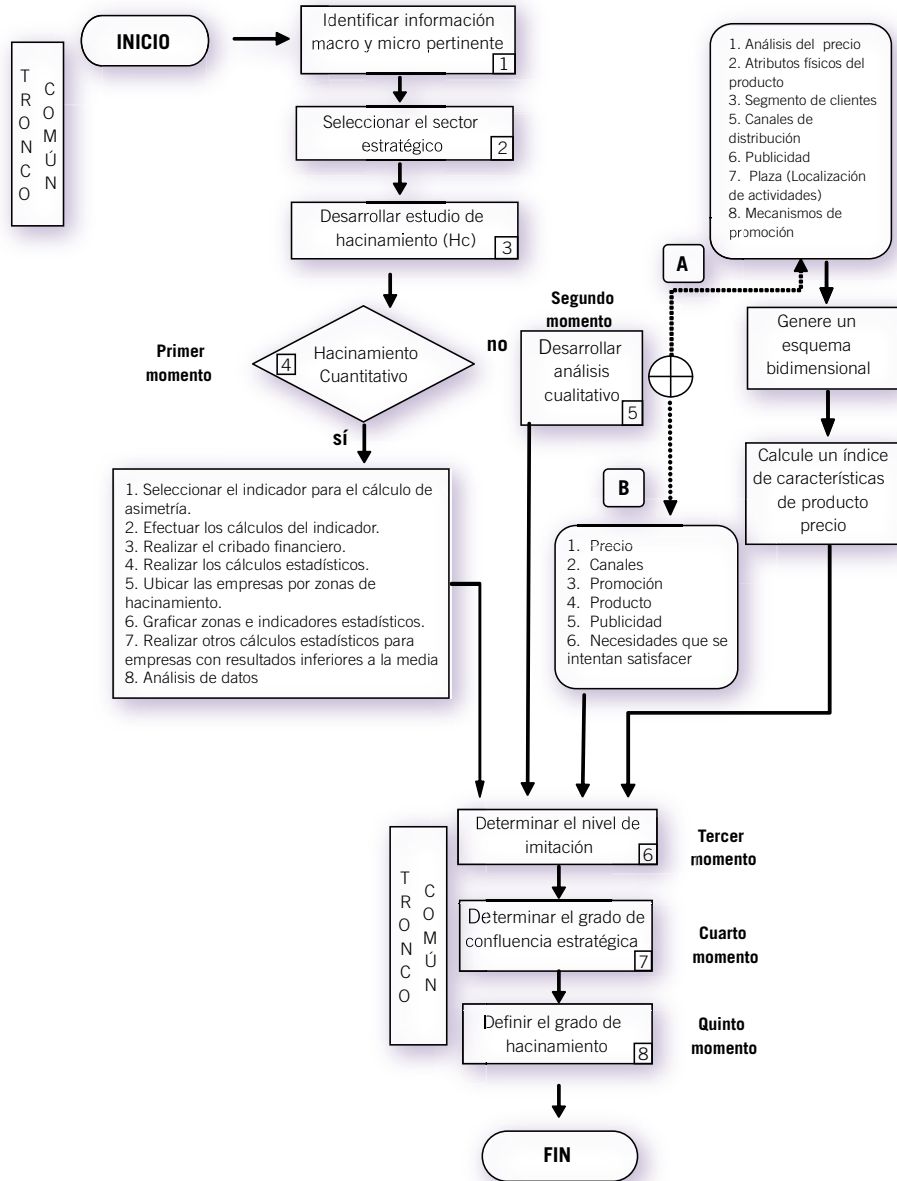 TRONCO
COMÚN
INICIO
Identificar información
macro y micro pertinente
1
Seleccionar el sector
estratégico
2
Desarrollar estudio de
hacinamiento (Hc)
3
Primer
momento
4
Hacinamiento
Cuantitativo
no
sí
Segundo
momento
Desarrollar
análisis
cualitativo
5
A
B
1. Análisis del precio
2. Atributos físicos del
producto
3. Segmento de clientes
5. Canales de
distribución
6. Publicidad
7. Plaza (Localización
de actividades)
8. Mecanismos de
promoción
Genere un
esquema
bidimensional
Calcule un índice
de características
de producto
precio
1. Seleccionar el indicador para el cálculo de
asimetría.
2. Efectuar los cálculos del indicador.
3. Realizar el cribado financiero.
4. Realizar los cálculos estadísticos.
5. Ubicar las empresas por zonas de
hacinamiento.
6. Graficar zonas e indicadores estadísticos.
7. Realizar otros cálculos estadísticos para
empresas con resultados inferiores a la media
8. Análisis de datos
1. Precio
2. Canales
3. Promoción
4. Producto
5. Publicidad
6. Necesidades que se
intentan satisfacer
TRONCO
COMÚN
Determinar el nivel de
imitación
6
Tercer
momento
Determinar el grado de
confluencia estratégica
7
Cuarto
momento
Definir el grado de
hacinamiento
8
Quinto
momento
FIN